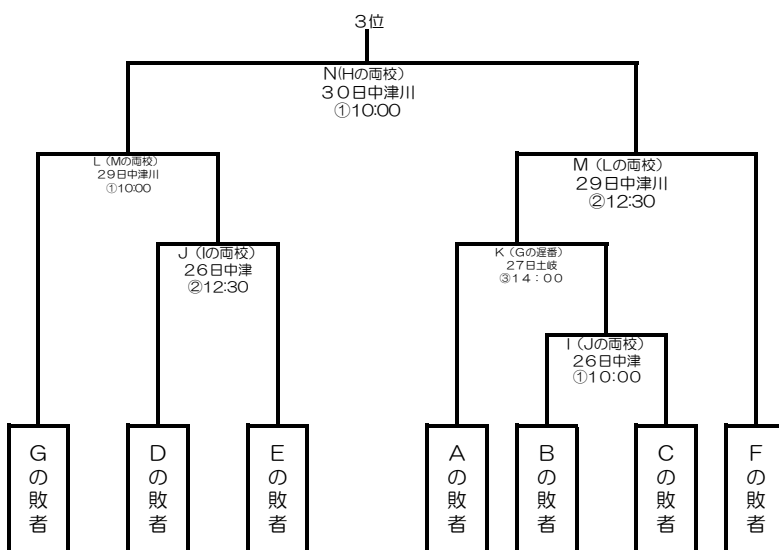 3位
N(Hの両校)
30日中津川
①10:00
L（Mの両校）
29日中津川
①10:00
M（Lの両校）
29日中津川
②12:30
J（Iの両校）
26日中津
②12:30
K（Gの遅番）
27日土岐
③14：00
I（Jの両校）
26日中津
①10:00
Gの敗者
Dの敗者
Eの敗者
Aの敗者
Bの敗者
Cの敗者
Fの敗者